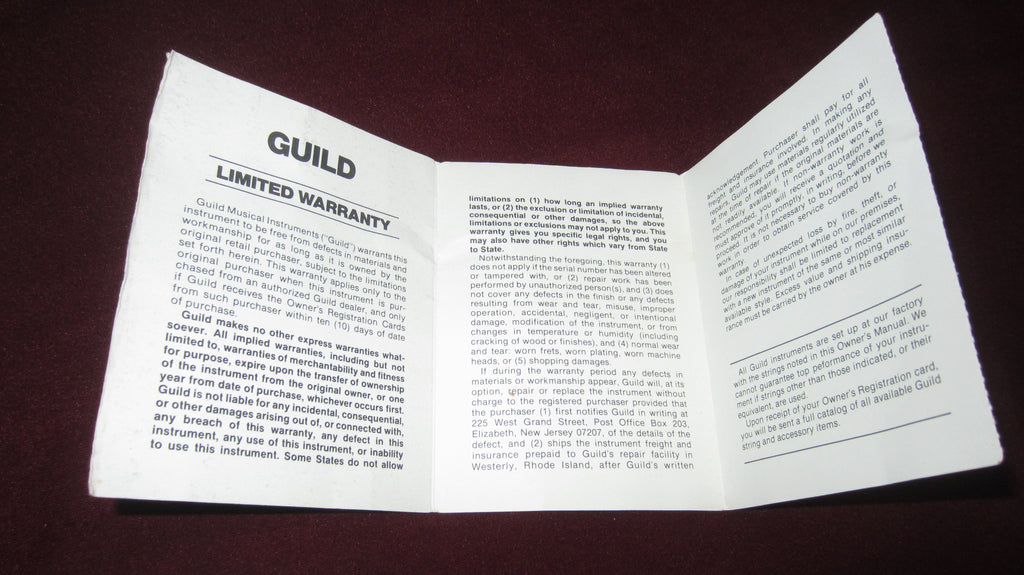 GUILD
LIMITED WARRANTY
Guild Musical Instruments ("Guild") warrants this
instrument to be free from defects in materials and
workmanship for as long as it is owned by the
original retail purchaser, subject to the limitations
set forth herein. This warranty applies only to the
original purchaser when this instrument is pur-
chased from an authorized Guild dealer, and only
if Guild receives the Owner's Registration Cards
from such purchaser within ten (10) days of date
of purchase.
Guild makes no other express warranties what-
soever. All implied warranties, including but not
limited to, warranties of merchantability and fitness
for purpose, expire upon the transfer of ownership
of the instrument from the original owner, or one
year from date of purchase, whichever occurs first.
Guild is not liable for any incidental, consequential,
or other damages arising out of, or connected with,
any breach of this warranty, any defect in this
instrument, any use of this instrument, or inability
to use this instrument. Some States do not allow
limitations on (1) how long an implied warranty
lasts, or (2) the exclusion or limitation of incidental,
consequential or other damages, so the above
limitations or exclusions may not apply to you. This
warranty gives you specific legal rights, and you
may also have other rights which vary from State
to State.
Notwithstanding the foregoing, this warranty (1)
does not apply if the serial number has been altered
or tampered with, or (2) repair work has been
performed by unauthorized person(s), and (3) does
not cover any defects in the finish or any defects
resulting from wear and tear, misuse, improper
operation, accidental, negligent, or intentional
damage, modification of the instrument, or from
changes in temperature or humidity (including
cracking of wood or finishes), and (4) normal wear
and tear: worn frets, worn plating, worn machine
heads, or (5) shopping damages.
If during the warranty period any defects in
materials or workmanship appear, Guild will, at its
option, repair or replace the instrument without
charge to the registered purchaser provided that
the purchaser (1) first notifies Guild in writing at
225 West Grand Street, Post Office Box 203,
Elizabeth, New Jersey 07207, of the details of the
defect, and (2) ships the instrument freight and
insurance prepaid to Guild's repair facility in
Westerly, Rhode Island, after Guild's written
acknowledgement. Purchaser shall pay for all
freight and insurance involved. In making any
repairs, Guild may use materials regularly utilized
at the time of repair if the original materials are
not readily available. If non-warranty work is
recommended, you will receive a quotation and
must approve of it promptly, in writing, before we
proceed. It is not necessary to buy non-warranty
work in order to obtain service covered by this
warranty.
In case of unexpected loss by fire, theft, or
damage of your instrument while on our premises,
our responsibility shall be limited to replacement
with a new instrument of the same or most similar
available style. Excess value and shipping insu-
rance must be carried by the owner at his expense.
All Guild instruments are set up at our factory
with the strings noted in this Owner's Manual. We
cannot guarantee top peformance of your instru-
ment if strings other than those indicated, or their
equivalent, are used.
Upon receipt of your Owner's Registration card,
you will be sent a full catalog of all available Guild
string and accessory items.